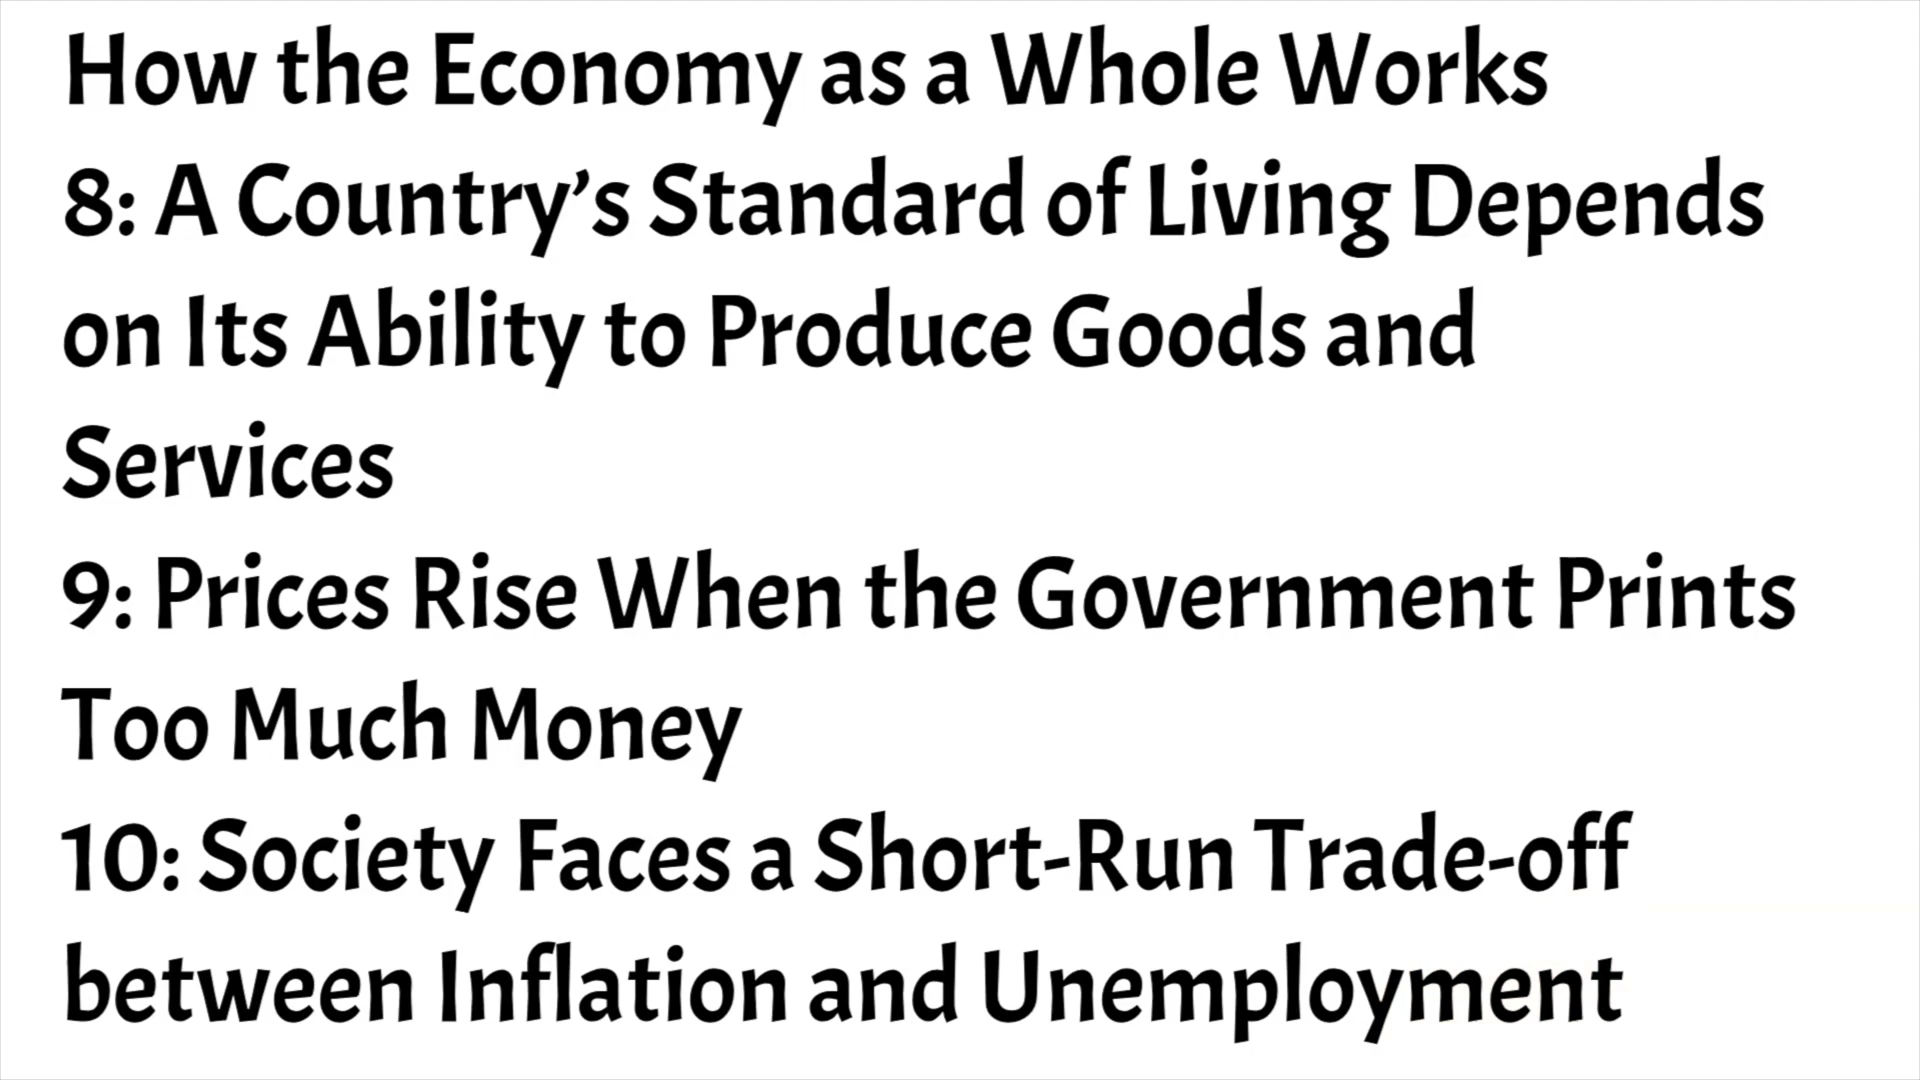 How the Economy as a Whole Works
8: A Country’s Standard of Living Depends
on Its Ability to Produce Goods and
Services
9: Prices Rise When the Government Prints
Too Much Money
10: Society Faces a Short-Run Trade-off
between Inflation and Unemployment